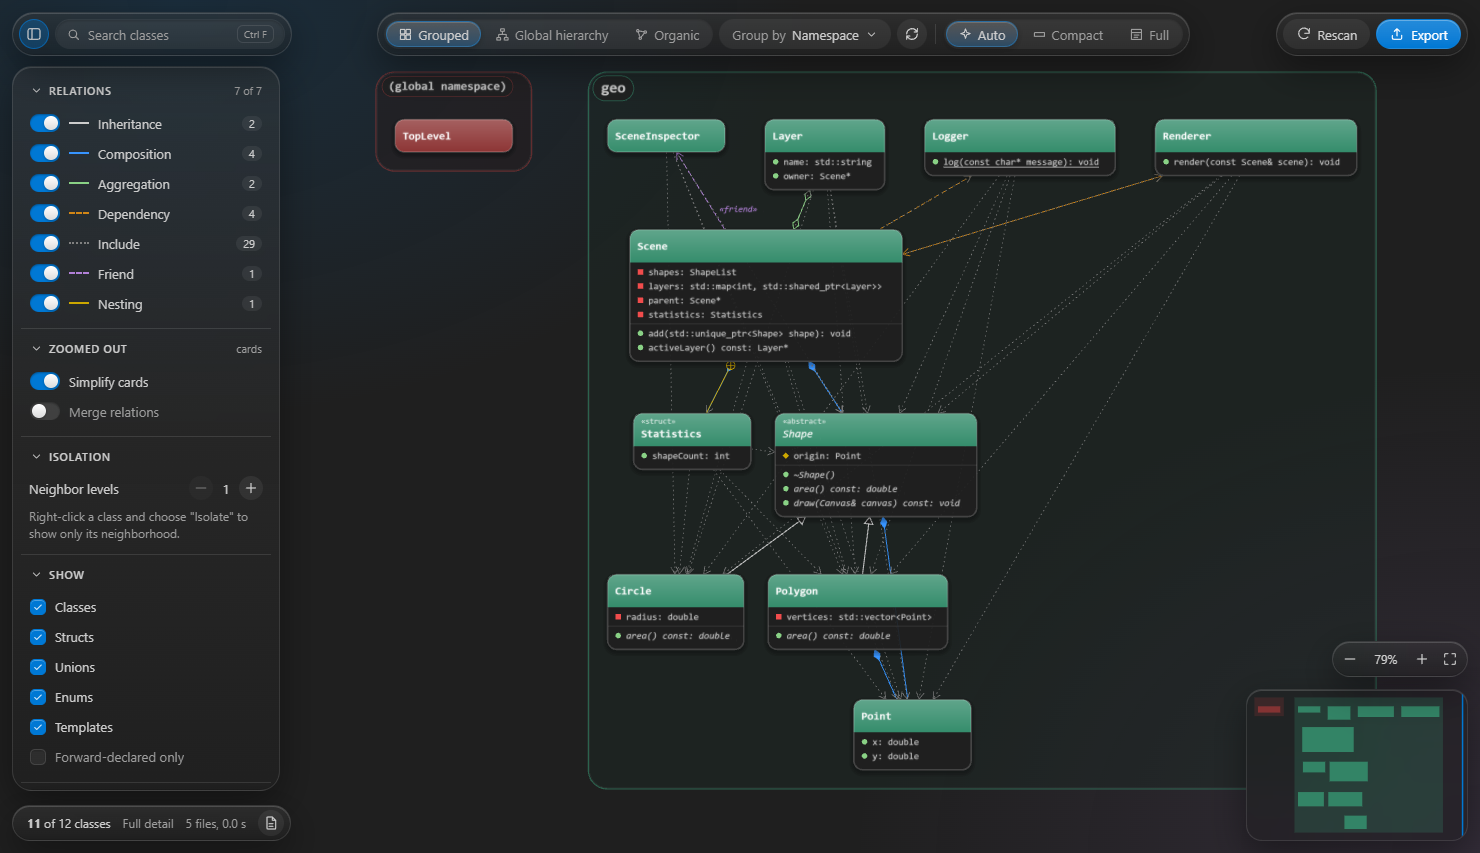 Search classes
Ctrl F
Grouped
Global hierarchy
Organic
Group by Namespace
Auto
Compact
Full
Rescan
Export
RELATIONS
7 of 7
Inheritance
2
Composition
4
Aggregation
2
Dependency
4
Include
29
Friend
1
Nesting
1
ZOOMED OUT
cards
Simplify cards
Merge relations
ISOLATION
Neighbor levels
1
Right-click a class and choose "Isolate" to
show only its neighborhood.
SHOW
Classes
Structs
Unions
Enums
Templates
Forward-declared only
11 of 12 classes
Full detail
5 files, 0.0 s
(global namespace)
TopLevel
geo
SceneInspector
Layer
name: std::string
owner: Scene*
Logger
log(const char* message): void
Renderer
render(const Scene& scene): void
«friend»
Scene
shapes: ShapeList
layers: std::map<int, std::shared_ptr<Layer>>
parent: Scene*
statistics: Statistics
add(std::unique_ptr<Shape> shape): void
activeLayer() const: Layer*
«struct»
Statistics
shapeCount: int
«abstract»
Shape
origin: Point
~Shape()
area() const: double
draw(Canvas& canvas) const: void
Circle
radius: double
area() const: double
Polygon
vertices: std::vector<Point>
area() const: double
Point
x: double
y: double
79%